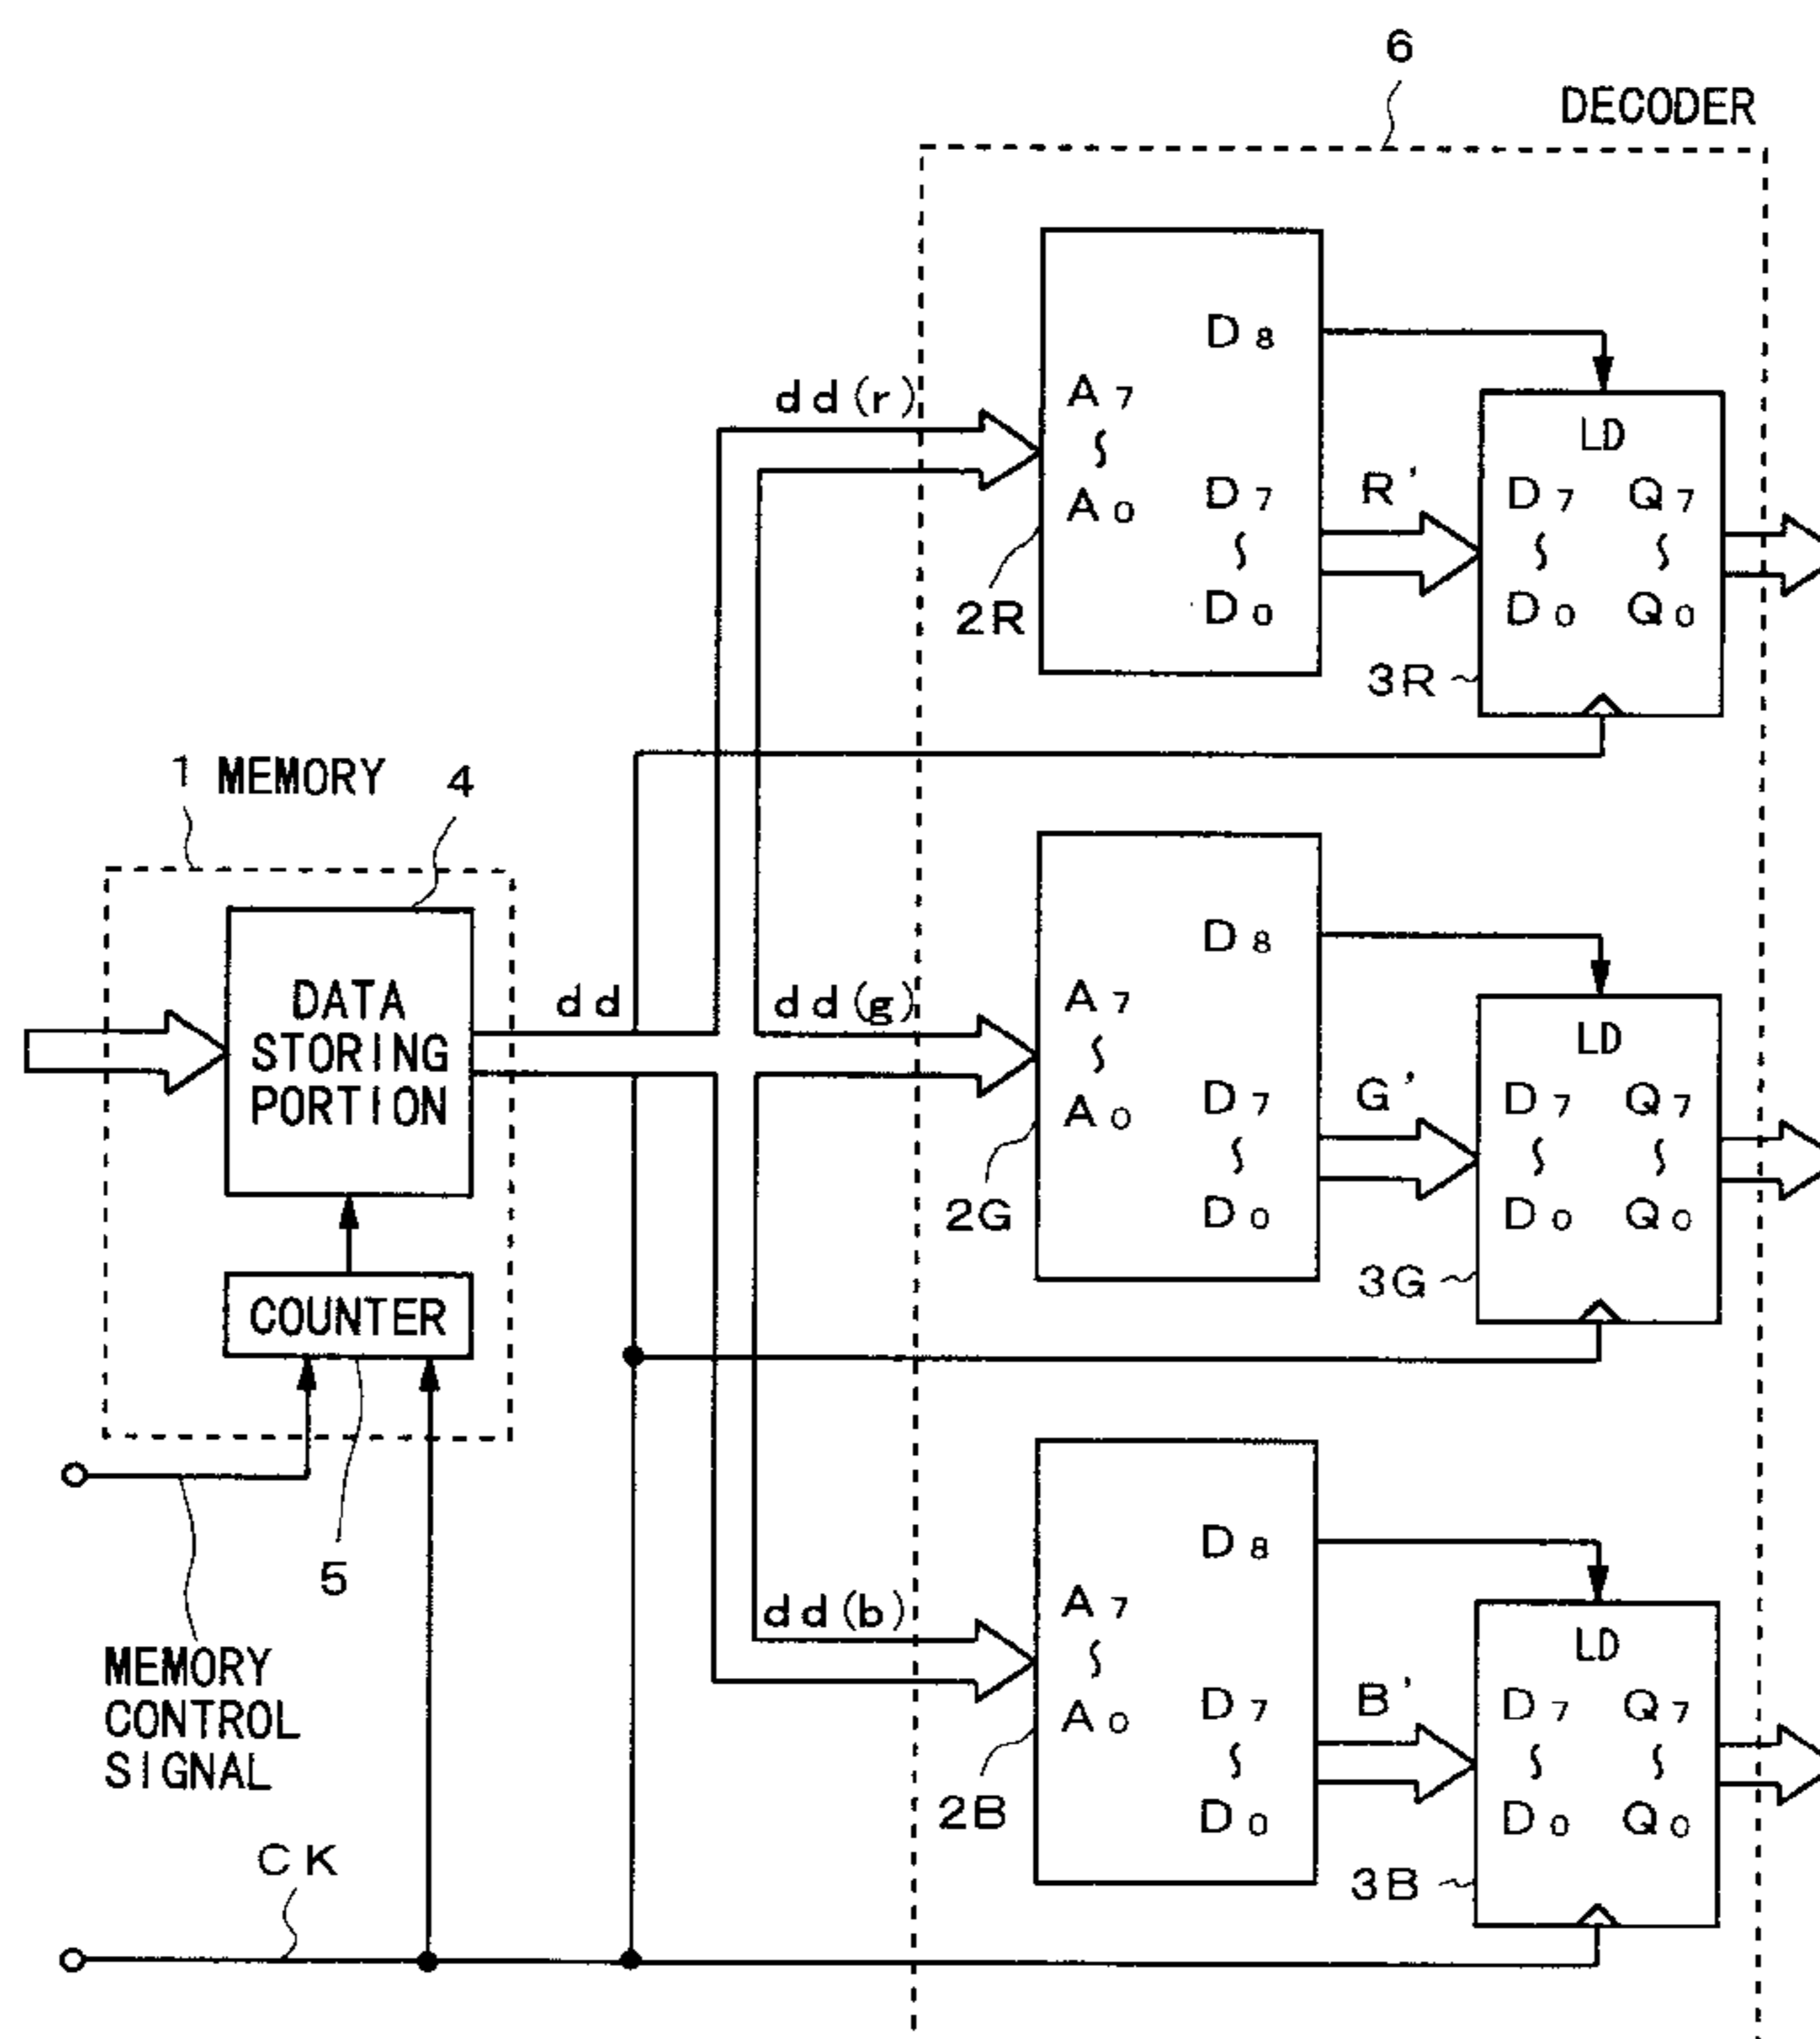 6
DECODER
D8
A7
dd(r)
LD
A0
D7
R'
D7
Q7
2R
D0
D0
Q0
3R
1 MEMORY
4
D8
dd
dd(g)
A7
DATA
STORING
PORTION
LD
A0
D7
G'
D7
Q7
2G
D0
D0
Q0
3G
COUNTER
D8
5
dd(b)
A7
LD
MEMORY
CONTROL
SIGNAL
A0
D7
B'
D7
Q7
2B
D0
D0
Q0
3B
CK